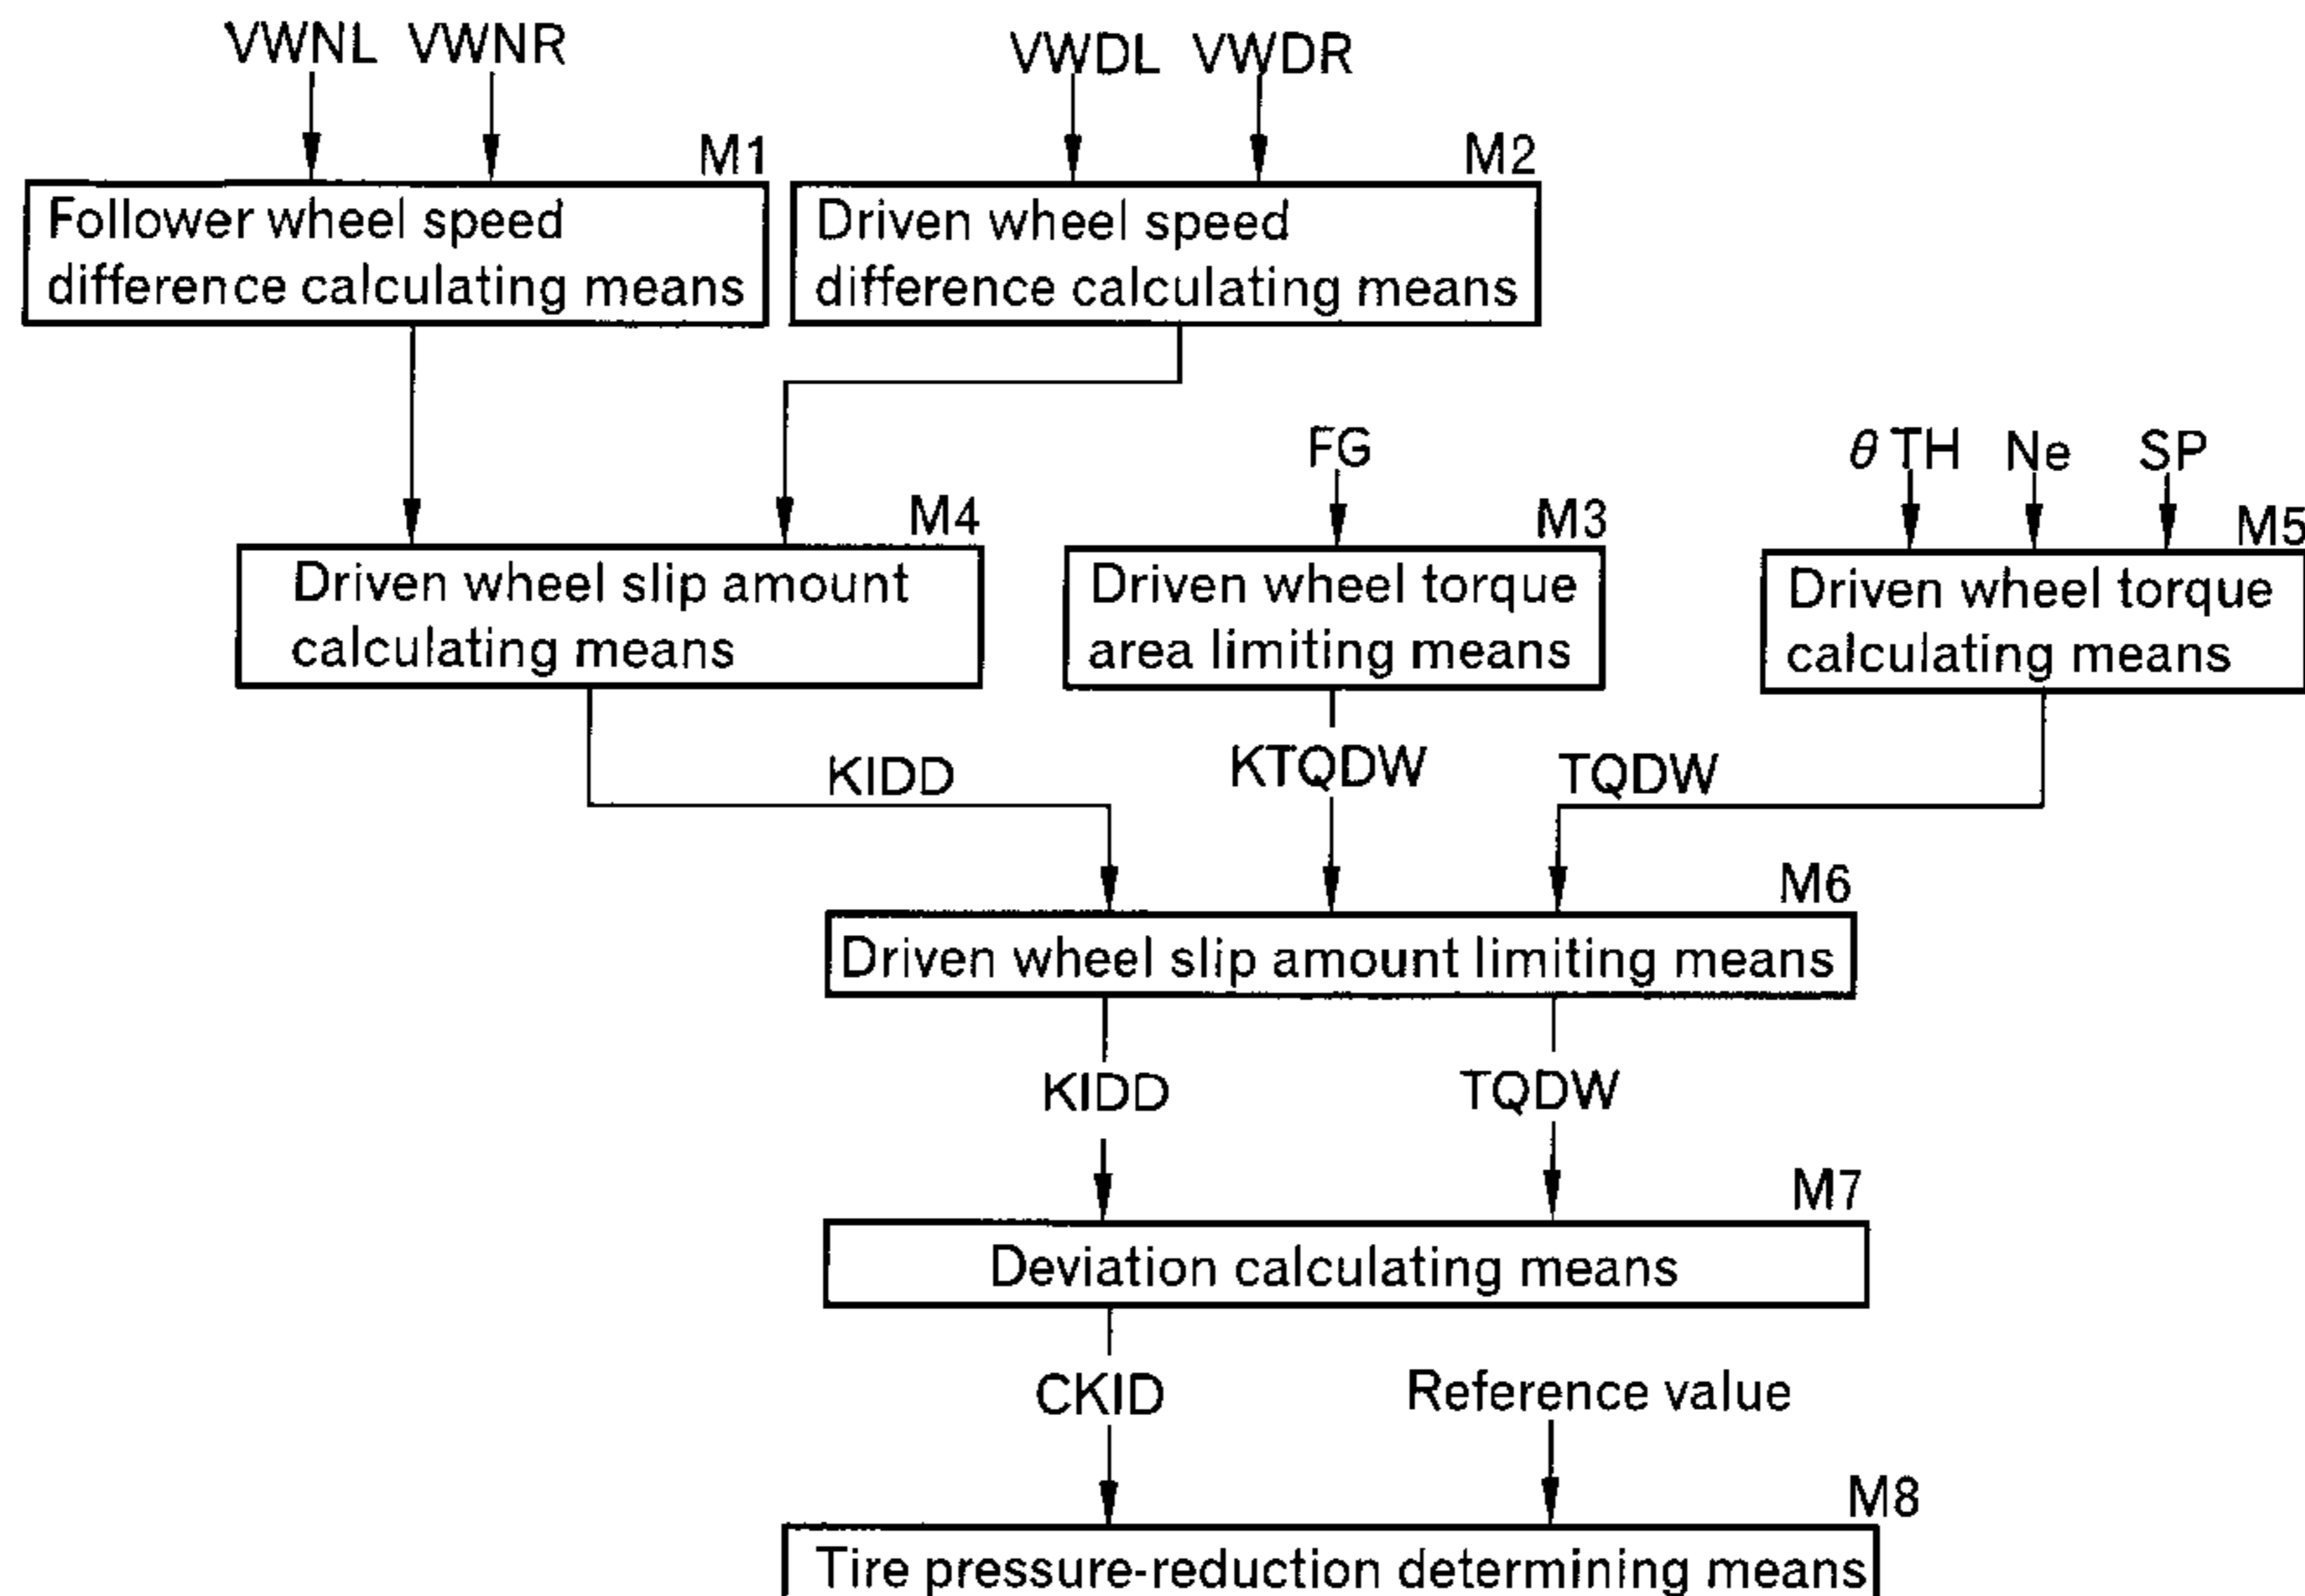 VWNL VWNR
VWDL VWDR
M1
M2
Follower wheel speed
difference calculating means
Driven wheel speed
difference calculating means
FG
θTH Ne SP
M4
M3
M5
Driven wheel slip amount
calculating means
Driven wheel torque
area limiting means
Driven wheel torque
calculating means
KIDD
KTQDW
TQDW
M6
Driven wheel slip amount limiting means
KIDD
TQDW
M7
Deviation calculating means
CKID
Reference value
M8
Tire pressure-reduction determining means